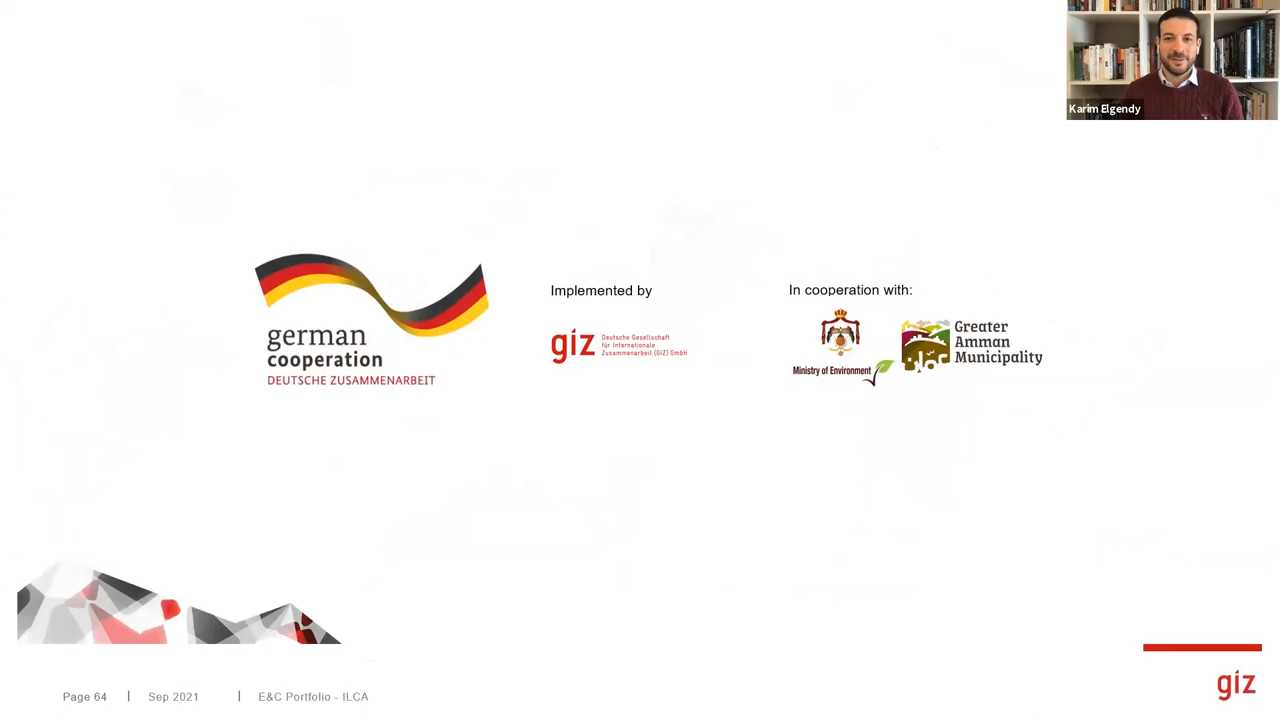 Karim Elgendy
german
cooperation
DEUTSCHE ZUSAMMENARBEIT
Implemented by
giz
Deutsche Gesellschaft
für Internationale
Zusammenarbeit (GIZ) GmbH
In cooperation with:
Ministry of Environment
عمان
Greater
Amman
Municipality
Page 64 | Sep 2021 | E&C Portfolio - ILCA
giz